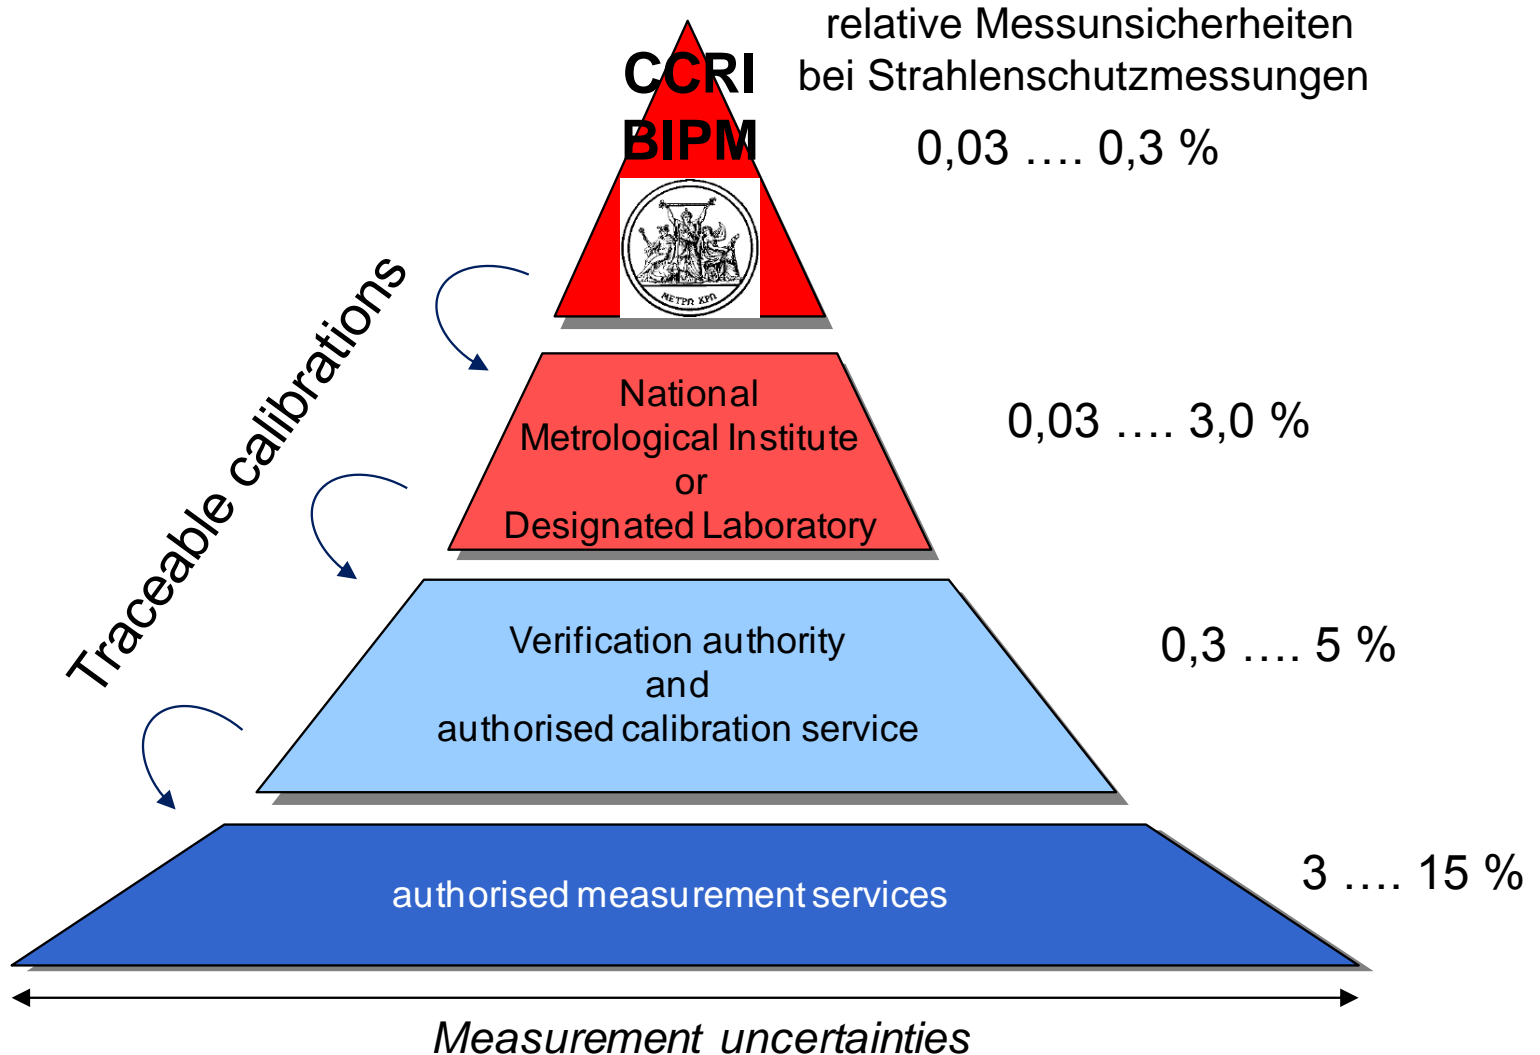 relative Messunsicherheiten
bei Strahlenschutzmessungen
CCRI
BIPM
0,03 …. 0,3 %
ΜΕΤΡΩ ΧΡΩ
Traceable calibrations
National
Metrological Institute
or
Designated Laboratory
0,03 …. 3,0 %
Verification authority
and
authorised calibration service
0,3 …. 5 %
authorised measurement services
3 …. 15 %
Measurement uncertainties